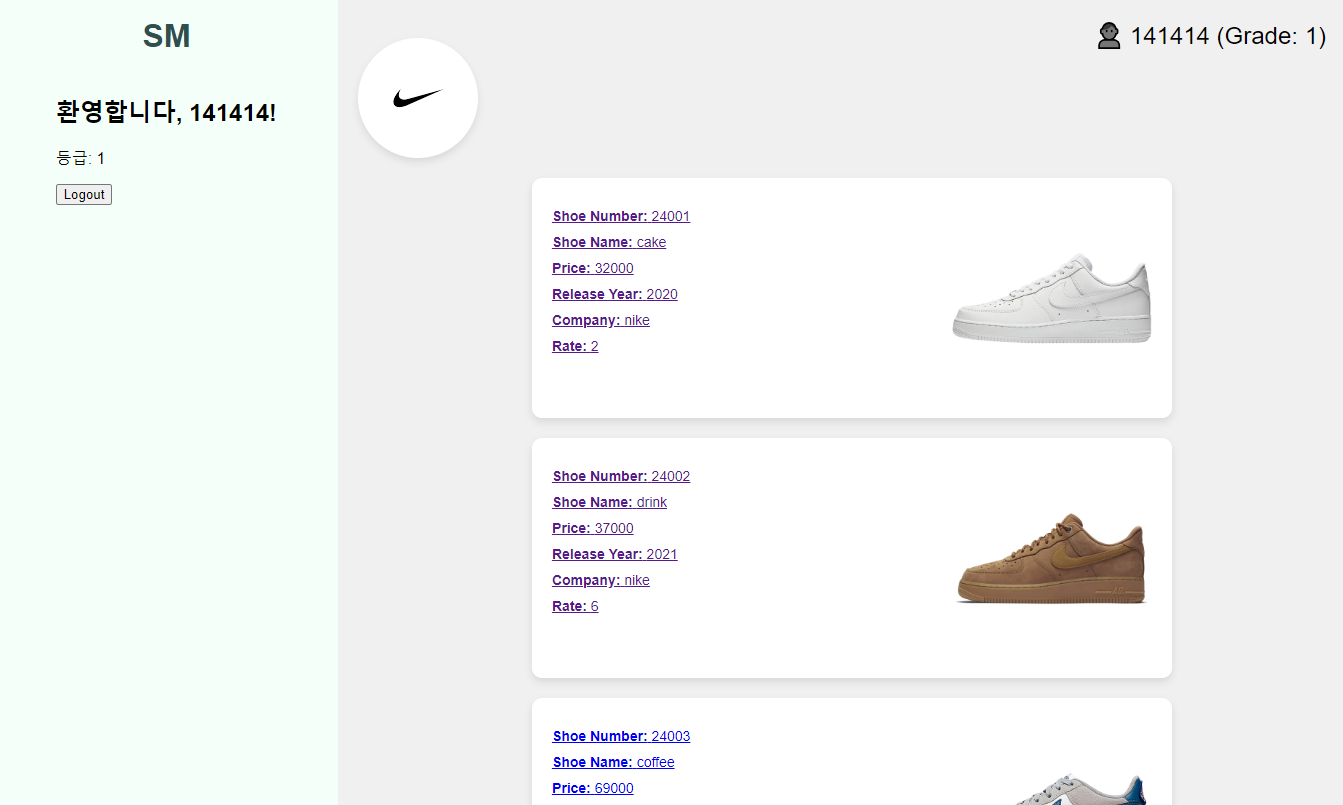 SM
환영합니다, 141414!
등급: 1
Logout
141414 (Grade: 1)
Shoe Number: 24001
Shoe Name: cake
Price: 32000
Release Year: 2020
Company: nike
Rate: 2
Shoe Number: 24002
Shoe Name: drink
Price: 37000
Release Year: 2021
Company: nike
Rate: 6
Shoe Number: 24003
Shoe Name: coffee
Price: 69000